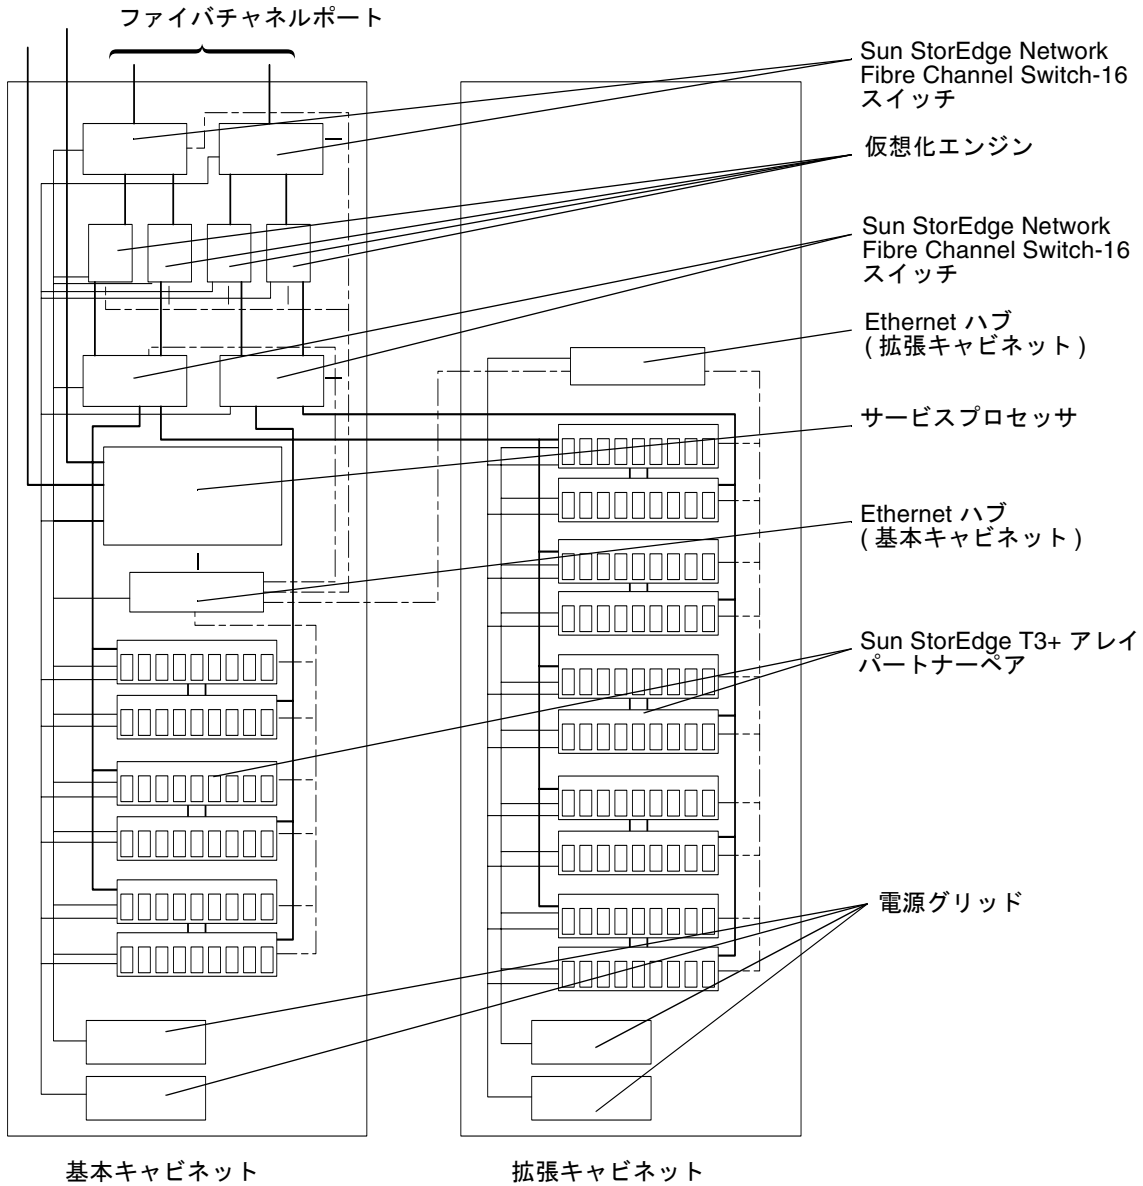 ファイバチャネルポート
Sun StorEdge Network
Fibre Channel Switch-16
スイッチ
仮想化エンジン
Sun StorEdge Network
Fibre Channel Switch-16
スイッチ
Ethernet ハブ
( 拡張キャビネット )
サービスプロセッサ
Ethernet ハブ
( 基本キャビネット )
Sun StorEdge T3+ アレイ
パートナーペア
電源グリッド
基本キャビネット
拡張キャビネット